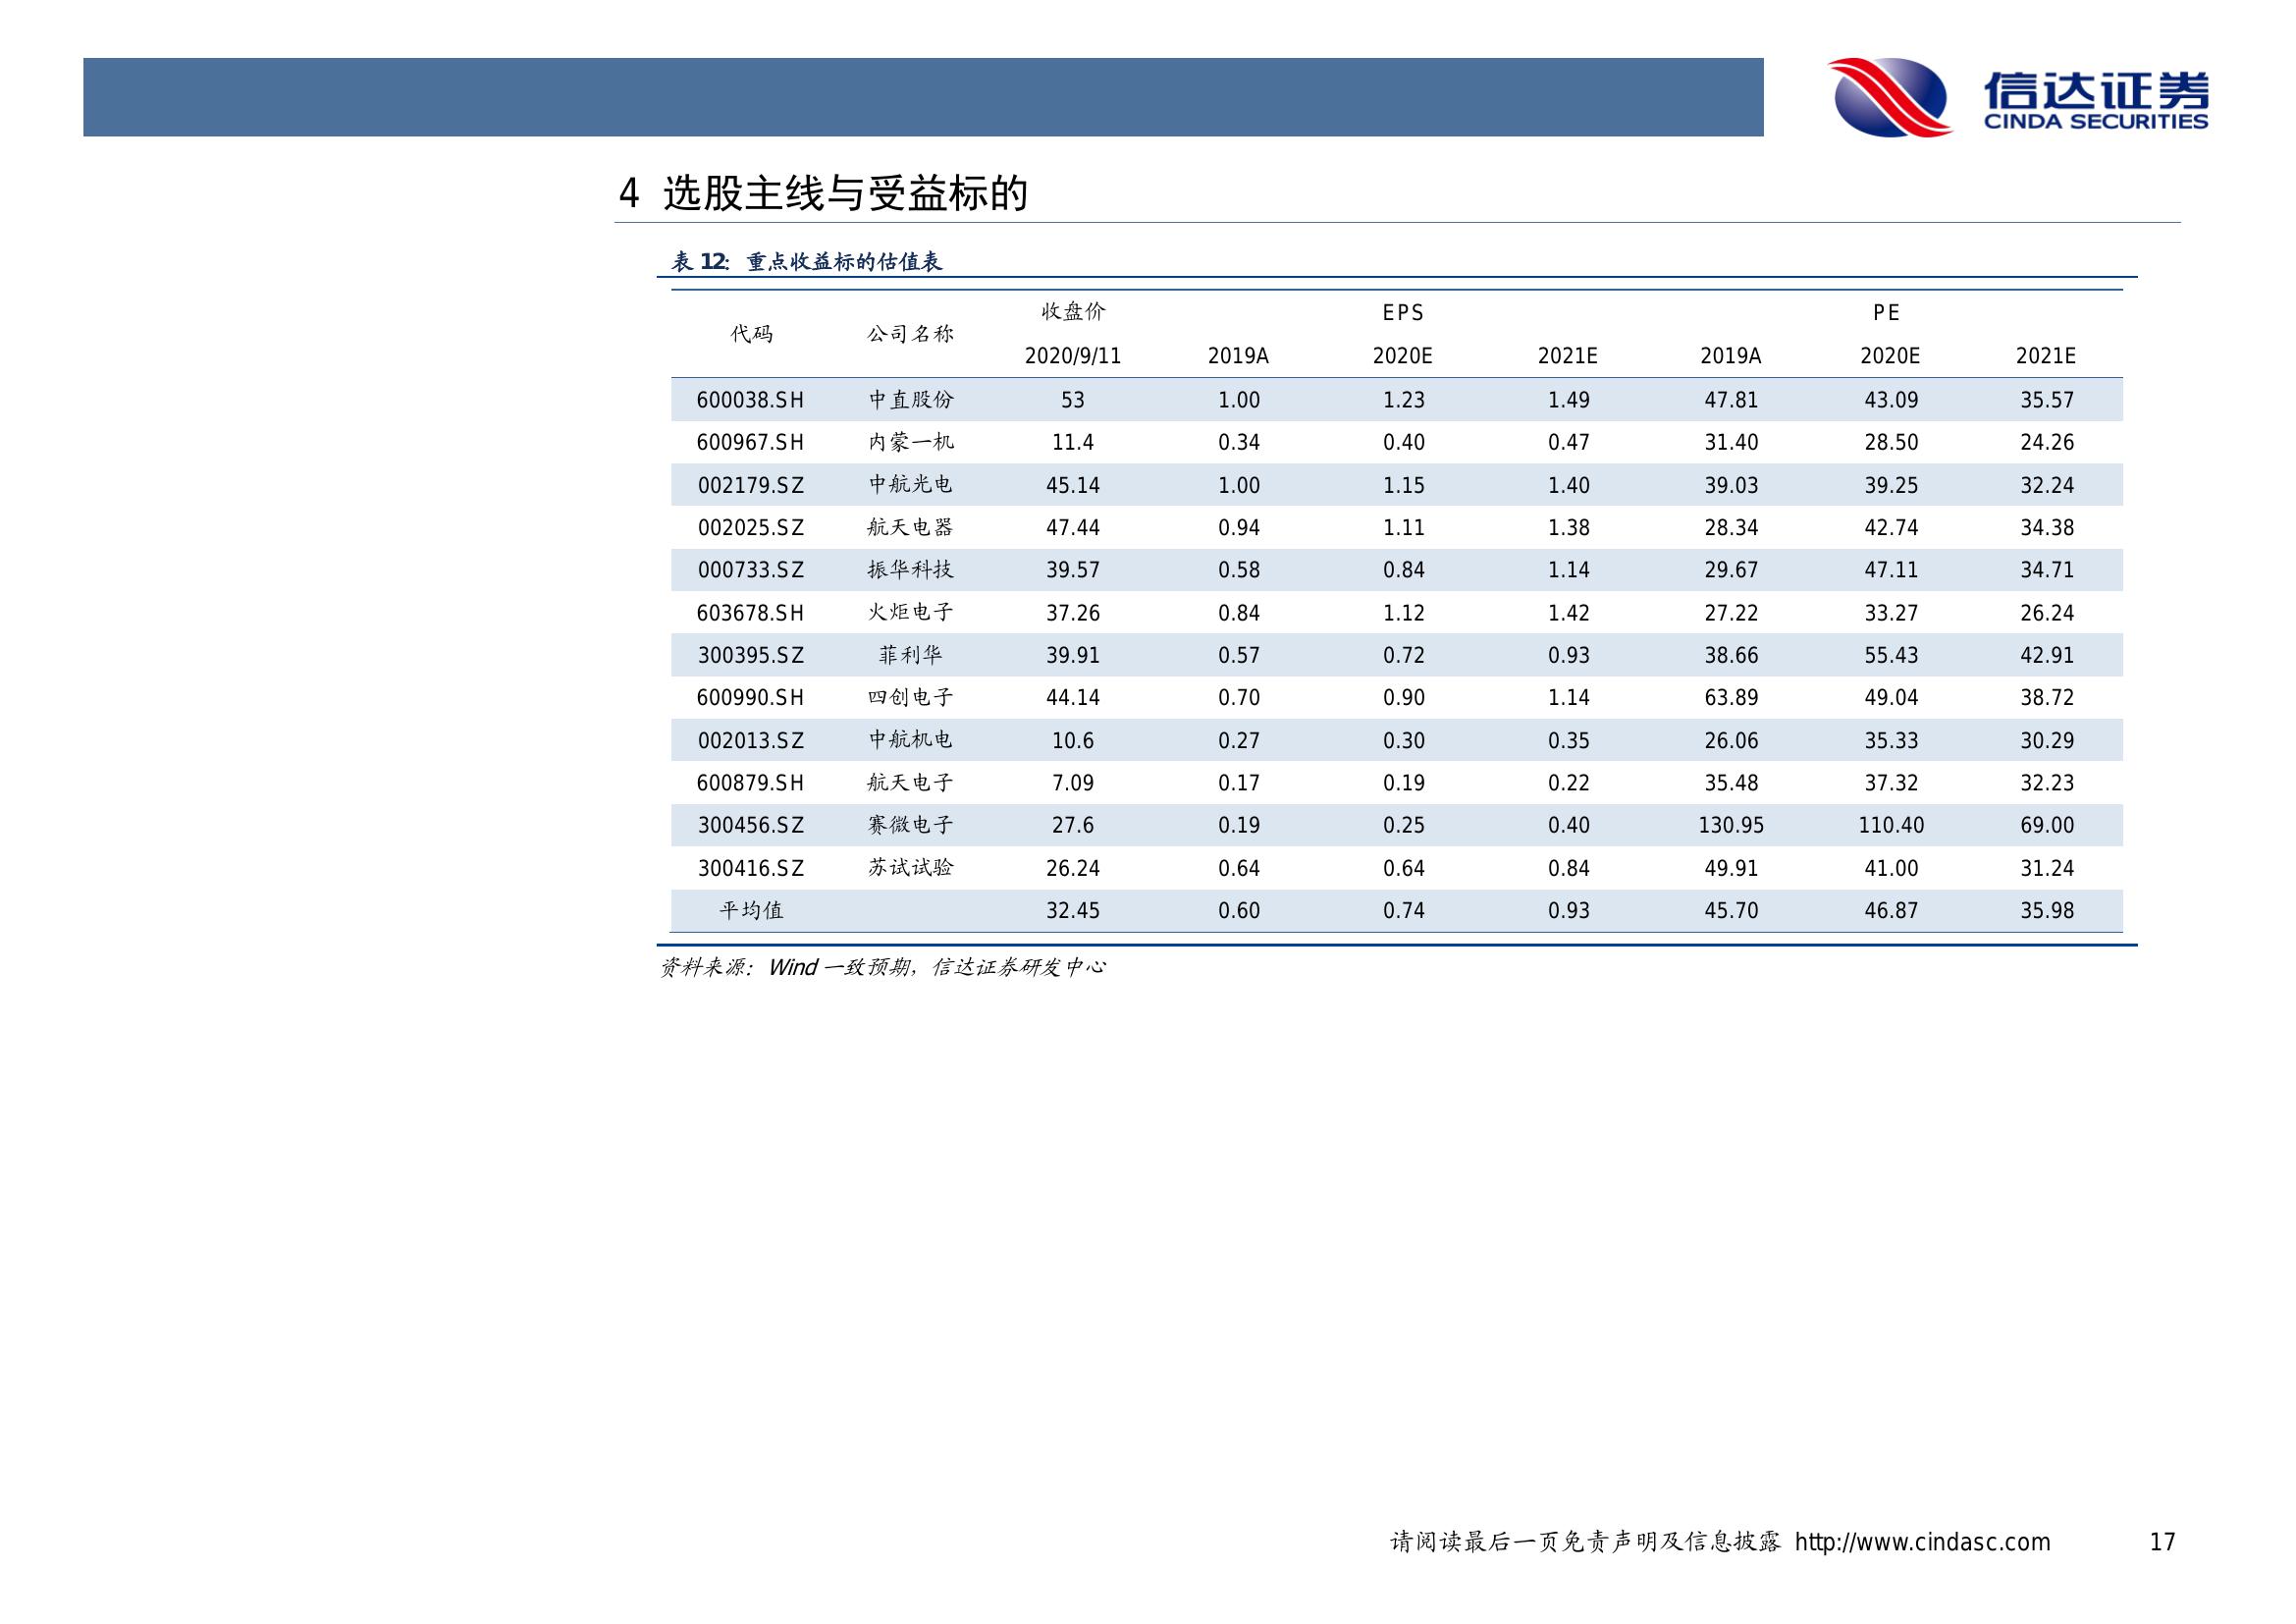 信达证券
CINDA SECURITIES
4 选股主线与受益标的
表 12: 重点收益标的估值表
代码 公司名称 收盘价 EPS PE
2020/9/11 2019A 2020E 2021E 2019A 2020E 2021E
600038.SH 中直股份 53 1.00 1.23 1.49 47.81 43.09 35.57
600967.SH 内蒙一机 11.4 0.34 0.40 0.47 31.40 28.50 24.26
002179.SZ 中航光电 45.14 1.00 1.15 1.40 39.03 39.25 32.24
002025.SZ 航天电器 47.44 0.94 1.11 1.38 28.34 42.74 34.38
000733.SZ 振华科技 39.57 0.58 0.84 1.14 29.67 47.11 34.71
603678.SH 火炬电子 37.26 0.84 1.12 1.42 27.22 33.27 26.24
300395.SZ 菲利华 39.91 0.57 0.72 0.93 38.66 55.43 42.91
600990.SH 四创电子 44.14 0.70 0.90 1.14 63.89 49.04 38.72
002013.SZ 中航机电 10.6 0.27 0.30 0.35 26.06 35.33 30.29
600879.SH 航天电子 7.09 0.17 0.19 0.22 35.48 37.32 32.23
300456.SZ 赛微电子 27.6 0.19 0.25 0.40 130.95 110.40 69.00
300416.SZ 苏试试验 26.24 0.64 0.64 0.84 49.91 41.00 31.24
平均值 32.45 0.60 0.74 0.93 45.70 46.87 35.98
资料来源：Wind 一致预期，信达证券研发中心
请阅读最后一页免责声明及信息披露 http://www.cindasc.com 17